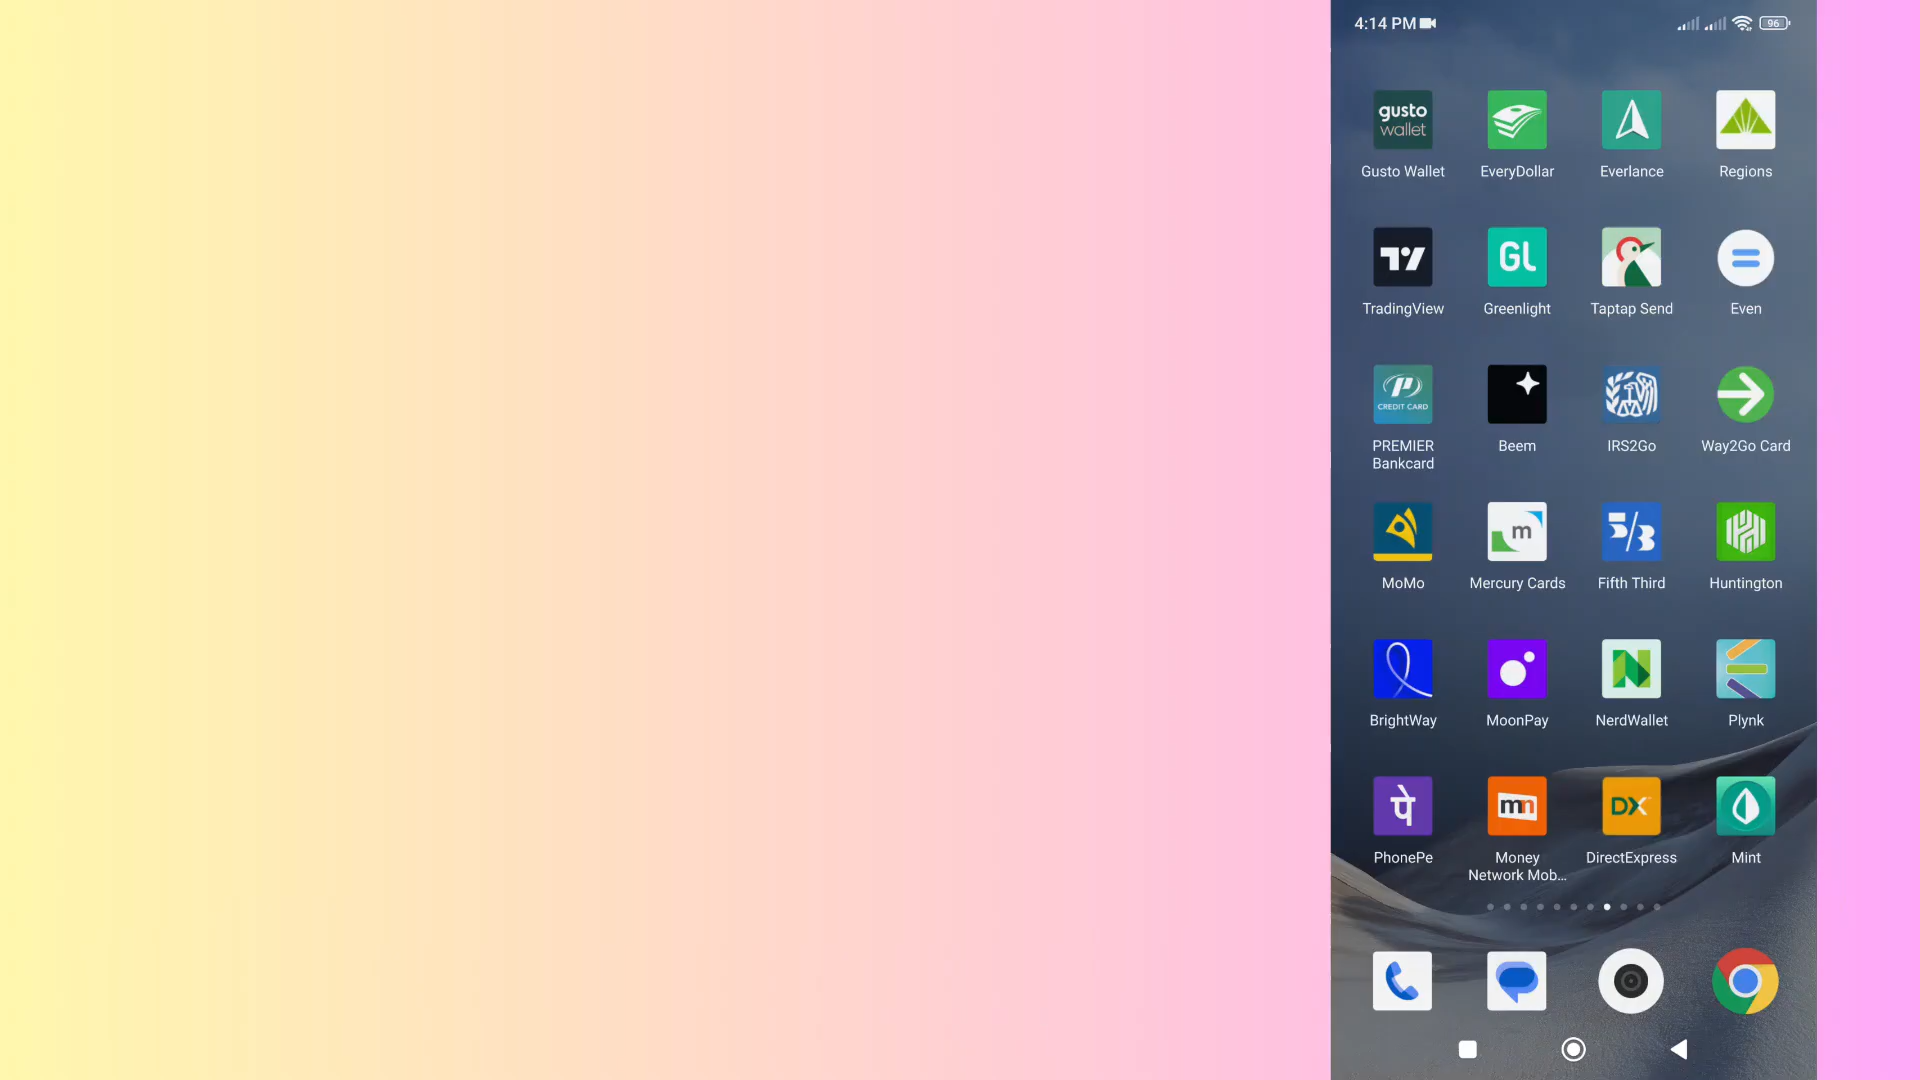 4:14 PM
96
gusto
wallet
Gusto Wallet
EveryDollar
Everlance
Regions
GL
TradingView
Greenlight
Taptap Send
Even
P
CREDIT CARD
PREMIER
Bankcard
Beem
IRS2Go
Way2Go Card
m
5/3
MoMo
Mercury Cards
Fifth Third
Huntington
N
BrightWay
MoonPay
NerdWallet
Plynk
पे
mn
DX
PhonePe
Money
Network Mob...
DirectExpress
Mint